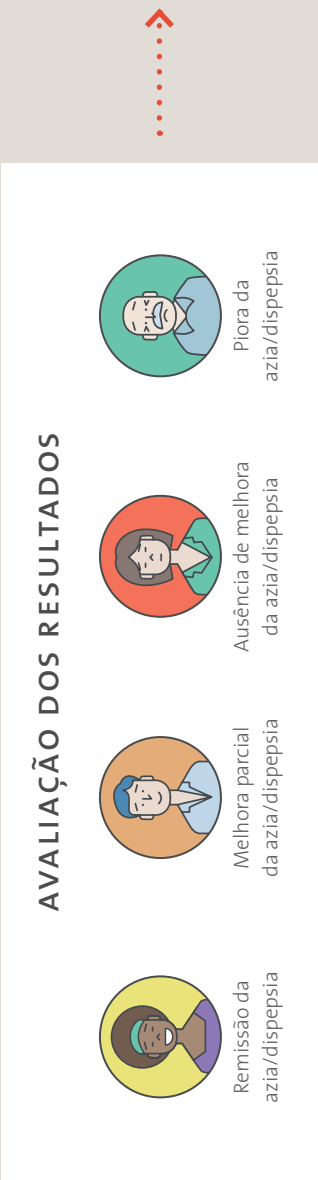 AVALIAÇÃO DOS RESULTADOS
Remissão da
azia/dispepsia
Melhora parcial
da azia/dispepsia
Ausência de melhora
da azia/dispepsia
Piora da
azia/dispepsia